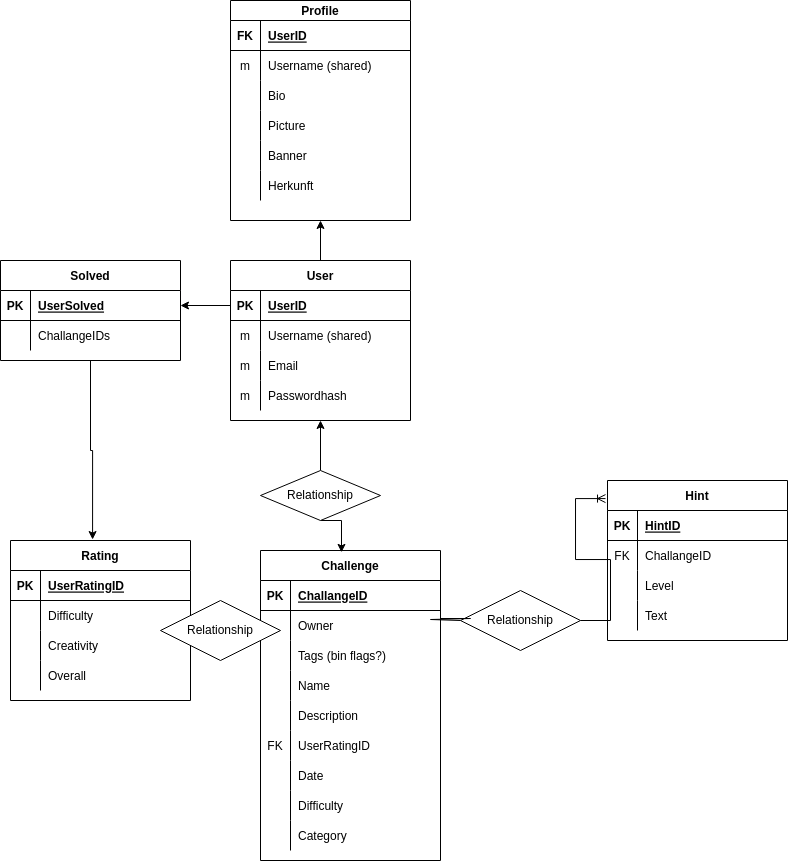 Profile
FK UserID
m Username (shared)
Bio
Picture
Banner
Herkunft
Solved
PK UserSolved
ChallangeIDs
User
PK UserID
m Username (shared)
m Email
m Passwordhash
Relationship
Rating
PK UserRatingID
Difficulty
Creativity
Overall
Relationship
Challenge
PK ChallangeID
Owner
Tags (bin flags?)
Name
Description
FK UserRatingID
Date
Difficulty
Category
Relationship
Hint
PK HintID
FK ChallangeID
Level
Text